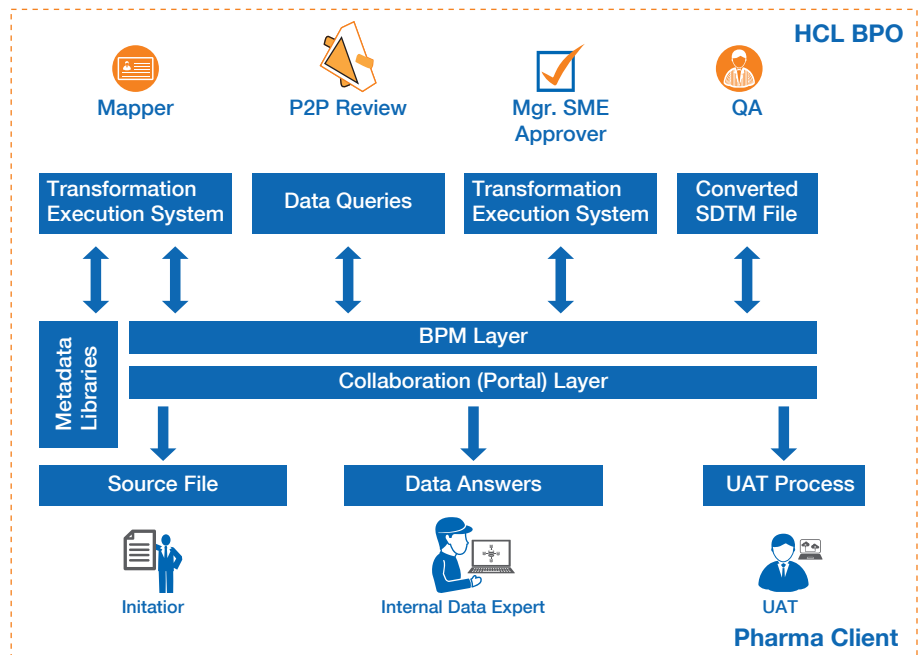 HCL BPO
Mapper
P2P Review
Mgr. SME
Approver
QA
Transformation
Execution System
Data Queries
Transformation
Execution System
Converted
SDTM File
Metadata
Libraries
BPM Layer
Collaboration (Portal) Layer
Source File
Data Answers
UAT Process
Initatior
Internal Data Expert
UAT
Pharma Client